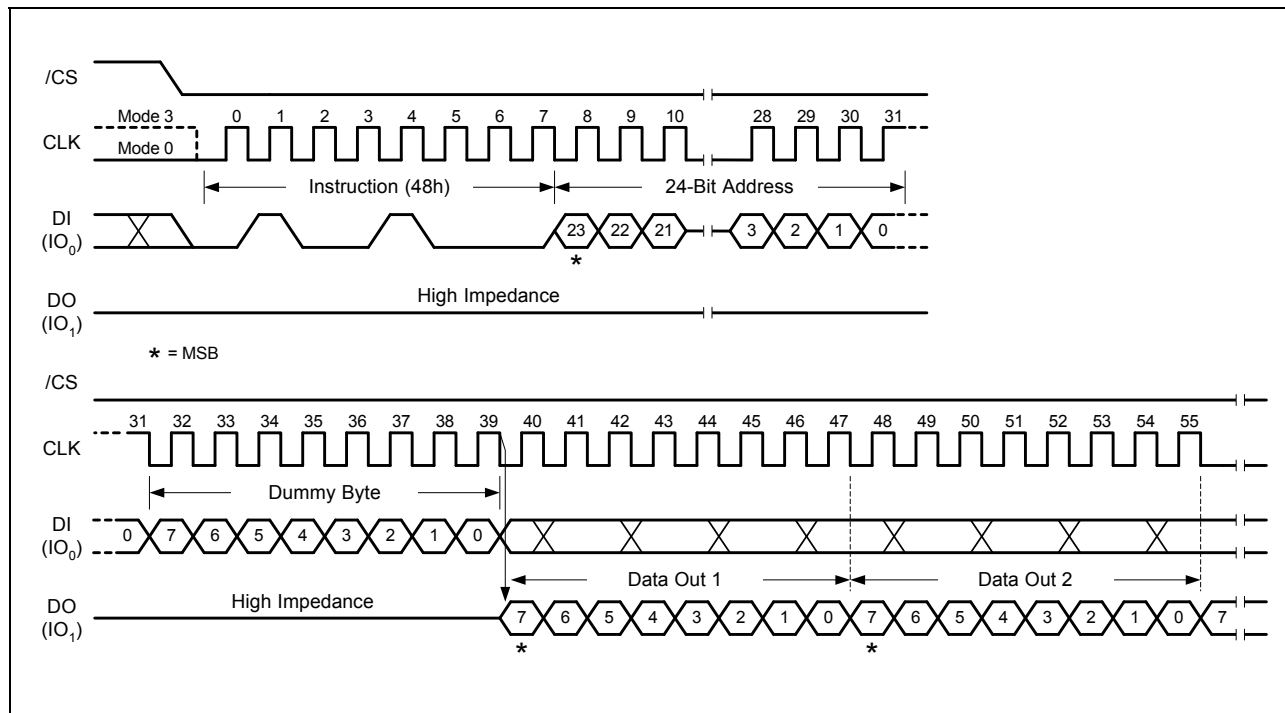 /CS
Mode 3 0 1 2 3 4 5 6 7 8 9 10 28 29 30 31
CLK
Mode 0
Instruction (48h) 24-Bit Address
DI
(IO0) 23 22 21 3 2 1 0
*
DO High Impedance
(IO1)
* = MSB
/CS
31 32 33 34 35 36 37 38 39 40 41 42 43 44 45 46 47 48 49 50 51 52 53 54 55
CLK
Dummy Byte
DI
(IO0) 0 7 6 5 4 3 2 1 0
Data Out 1 Data Out 2
DO High Impedance
(IO1) 7 6 5 4 3 2 1 0 7 6 5 4 3 2 1 0 7
* *